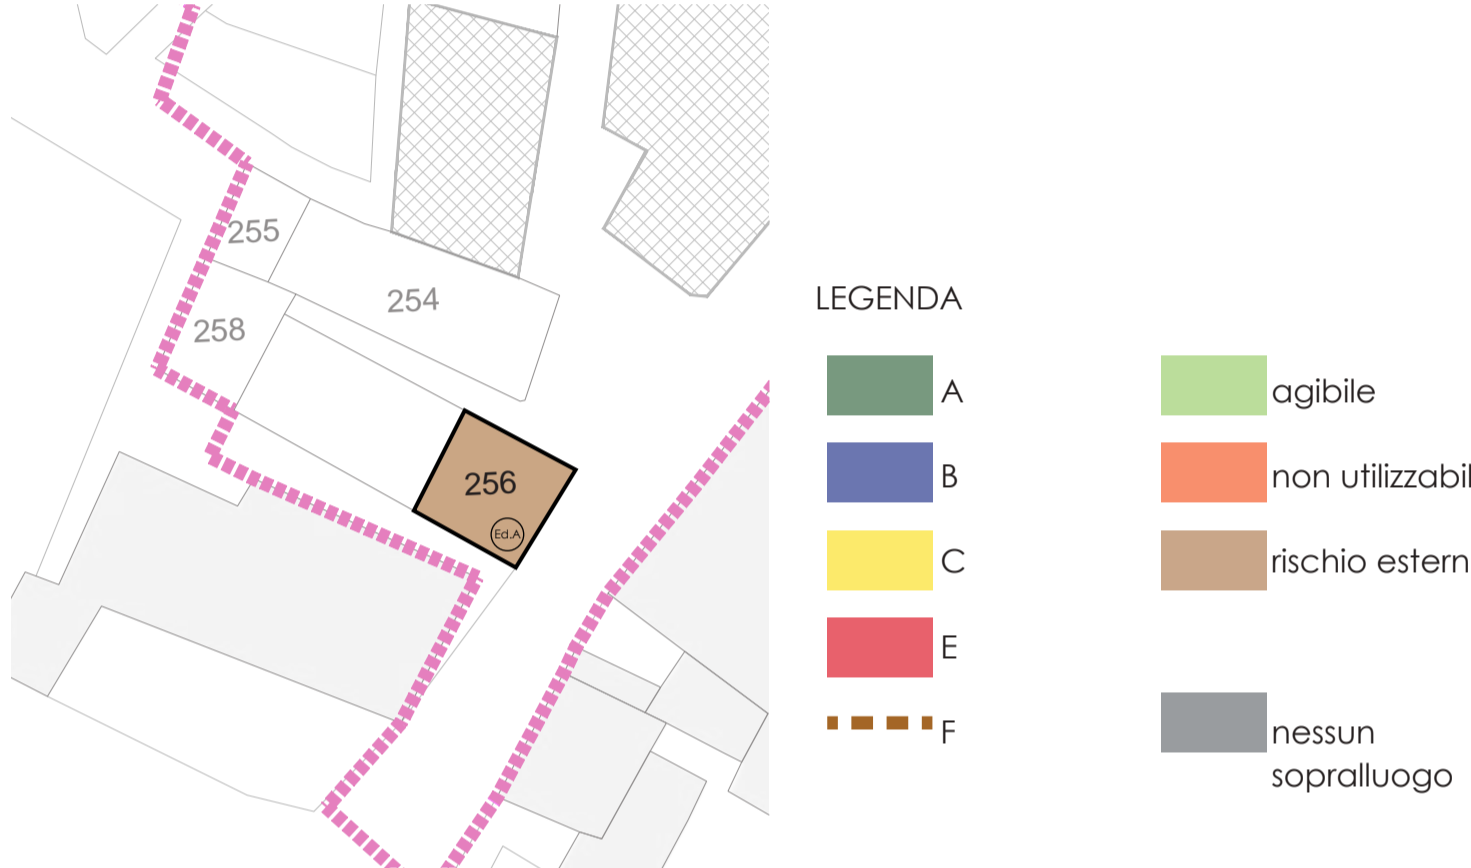 255
254
258
256
Ed.A
LEGENDA
A
B
C
E
F
agibile
non utilizzabil
rischio estern
nessun
sopralluogo